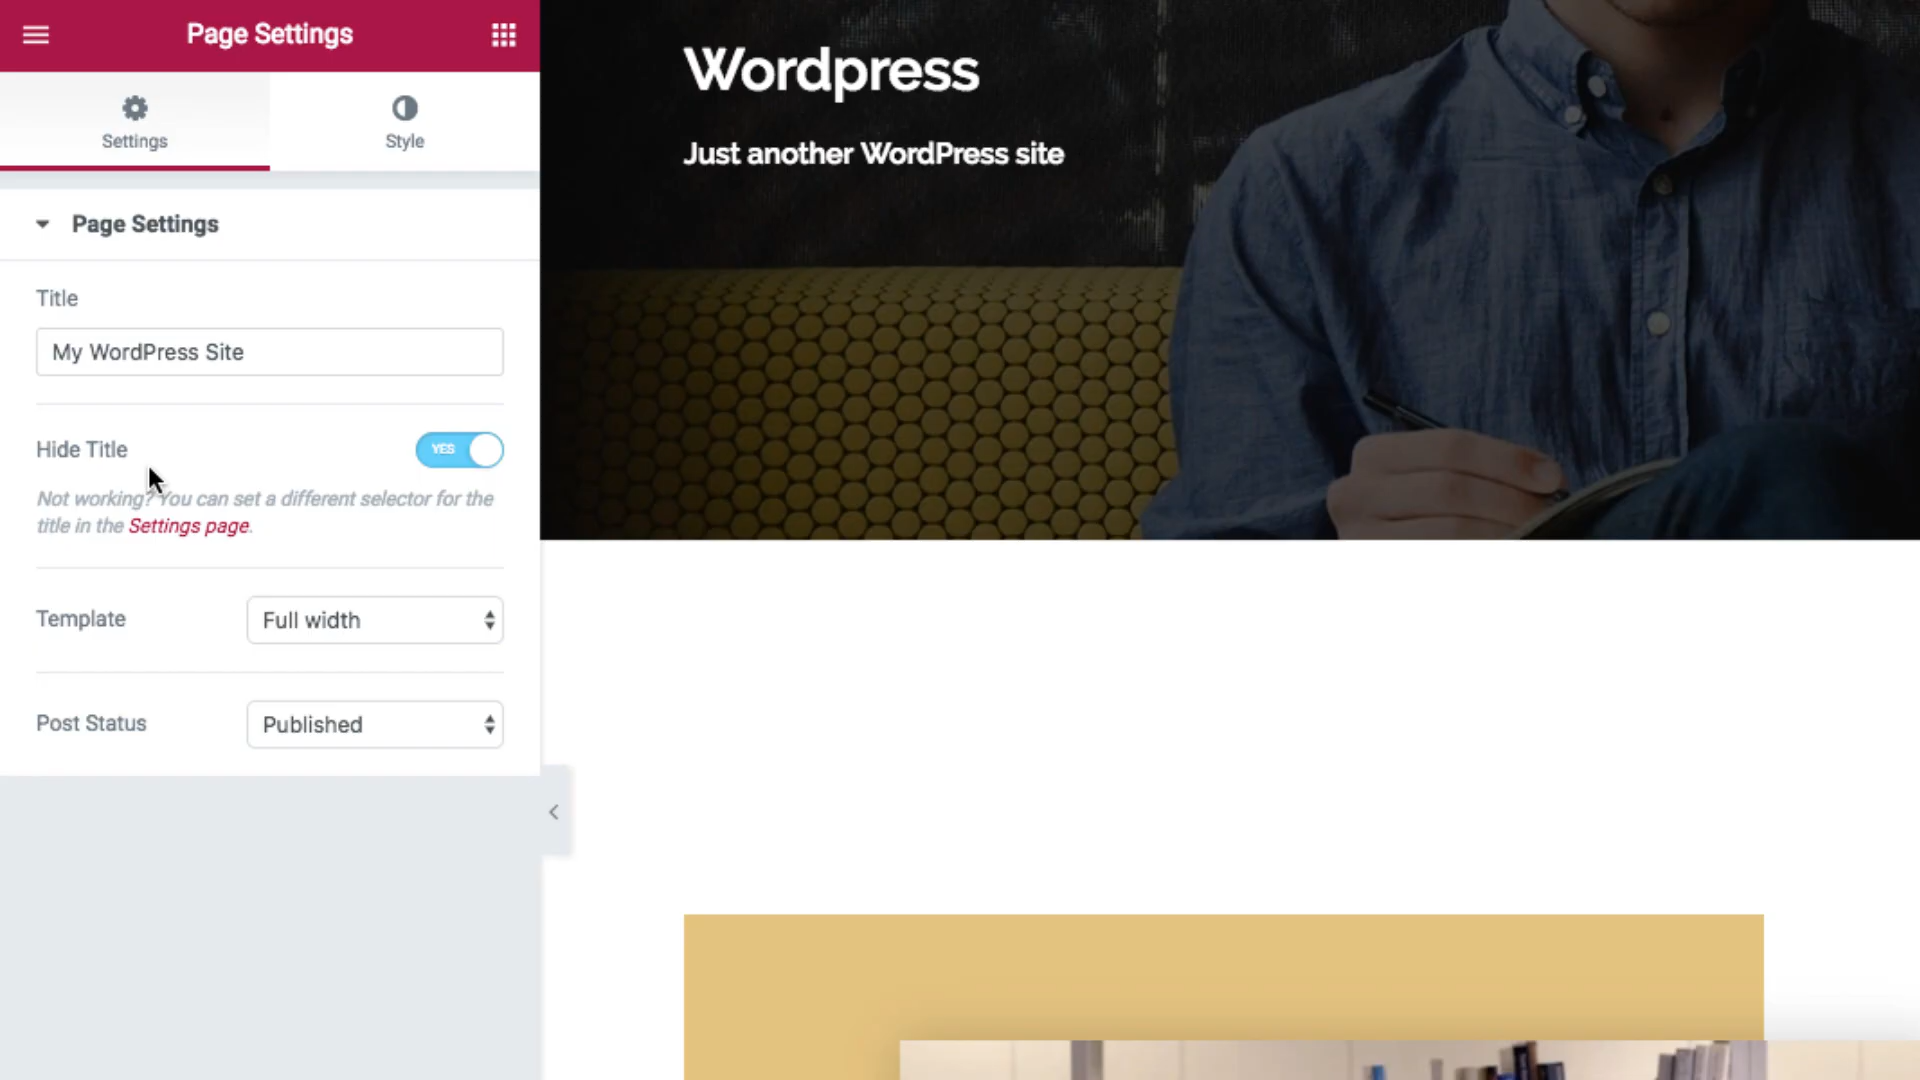 Page Settings
Settings
Style
Page Settings
Title
My WordPress Site
Hide Title
YES
Not working? You can set a different selector for the
title in the Settings page.
Template
Full width
Post Status
Published
Wordpress
Just another WordPress site